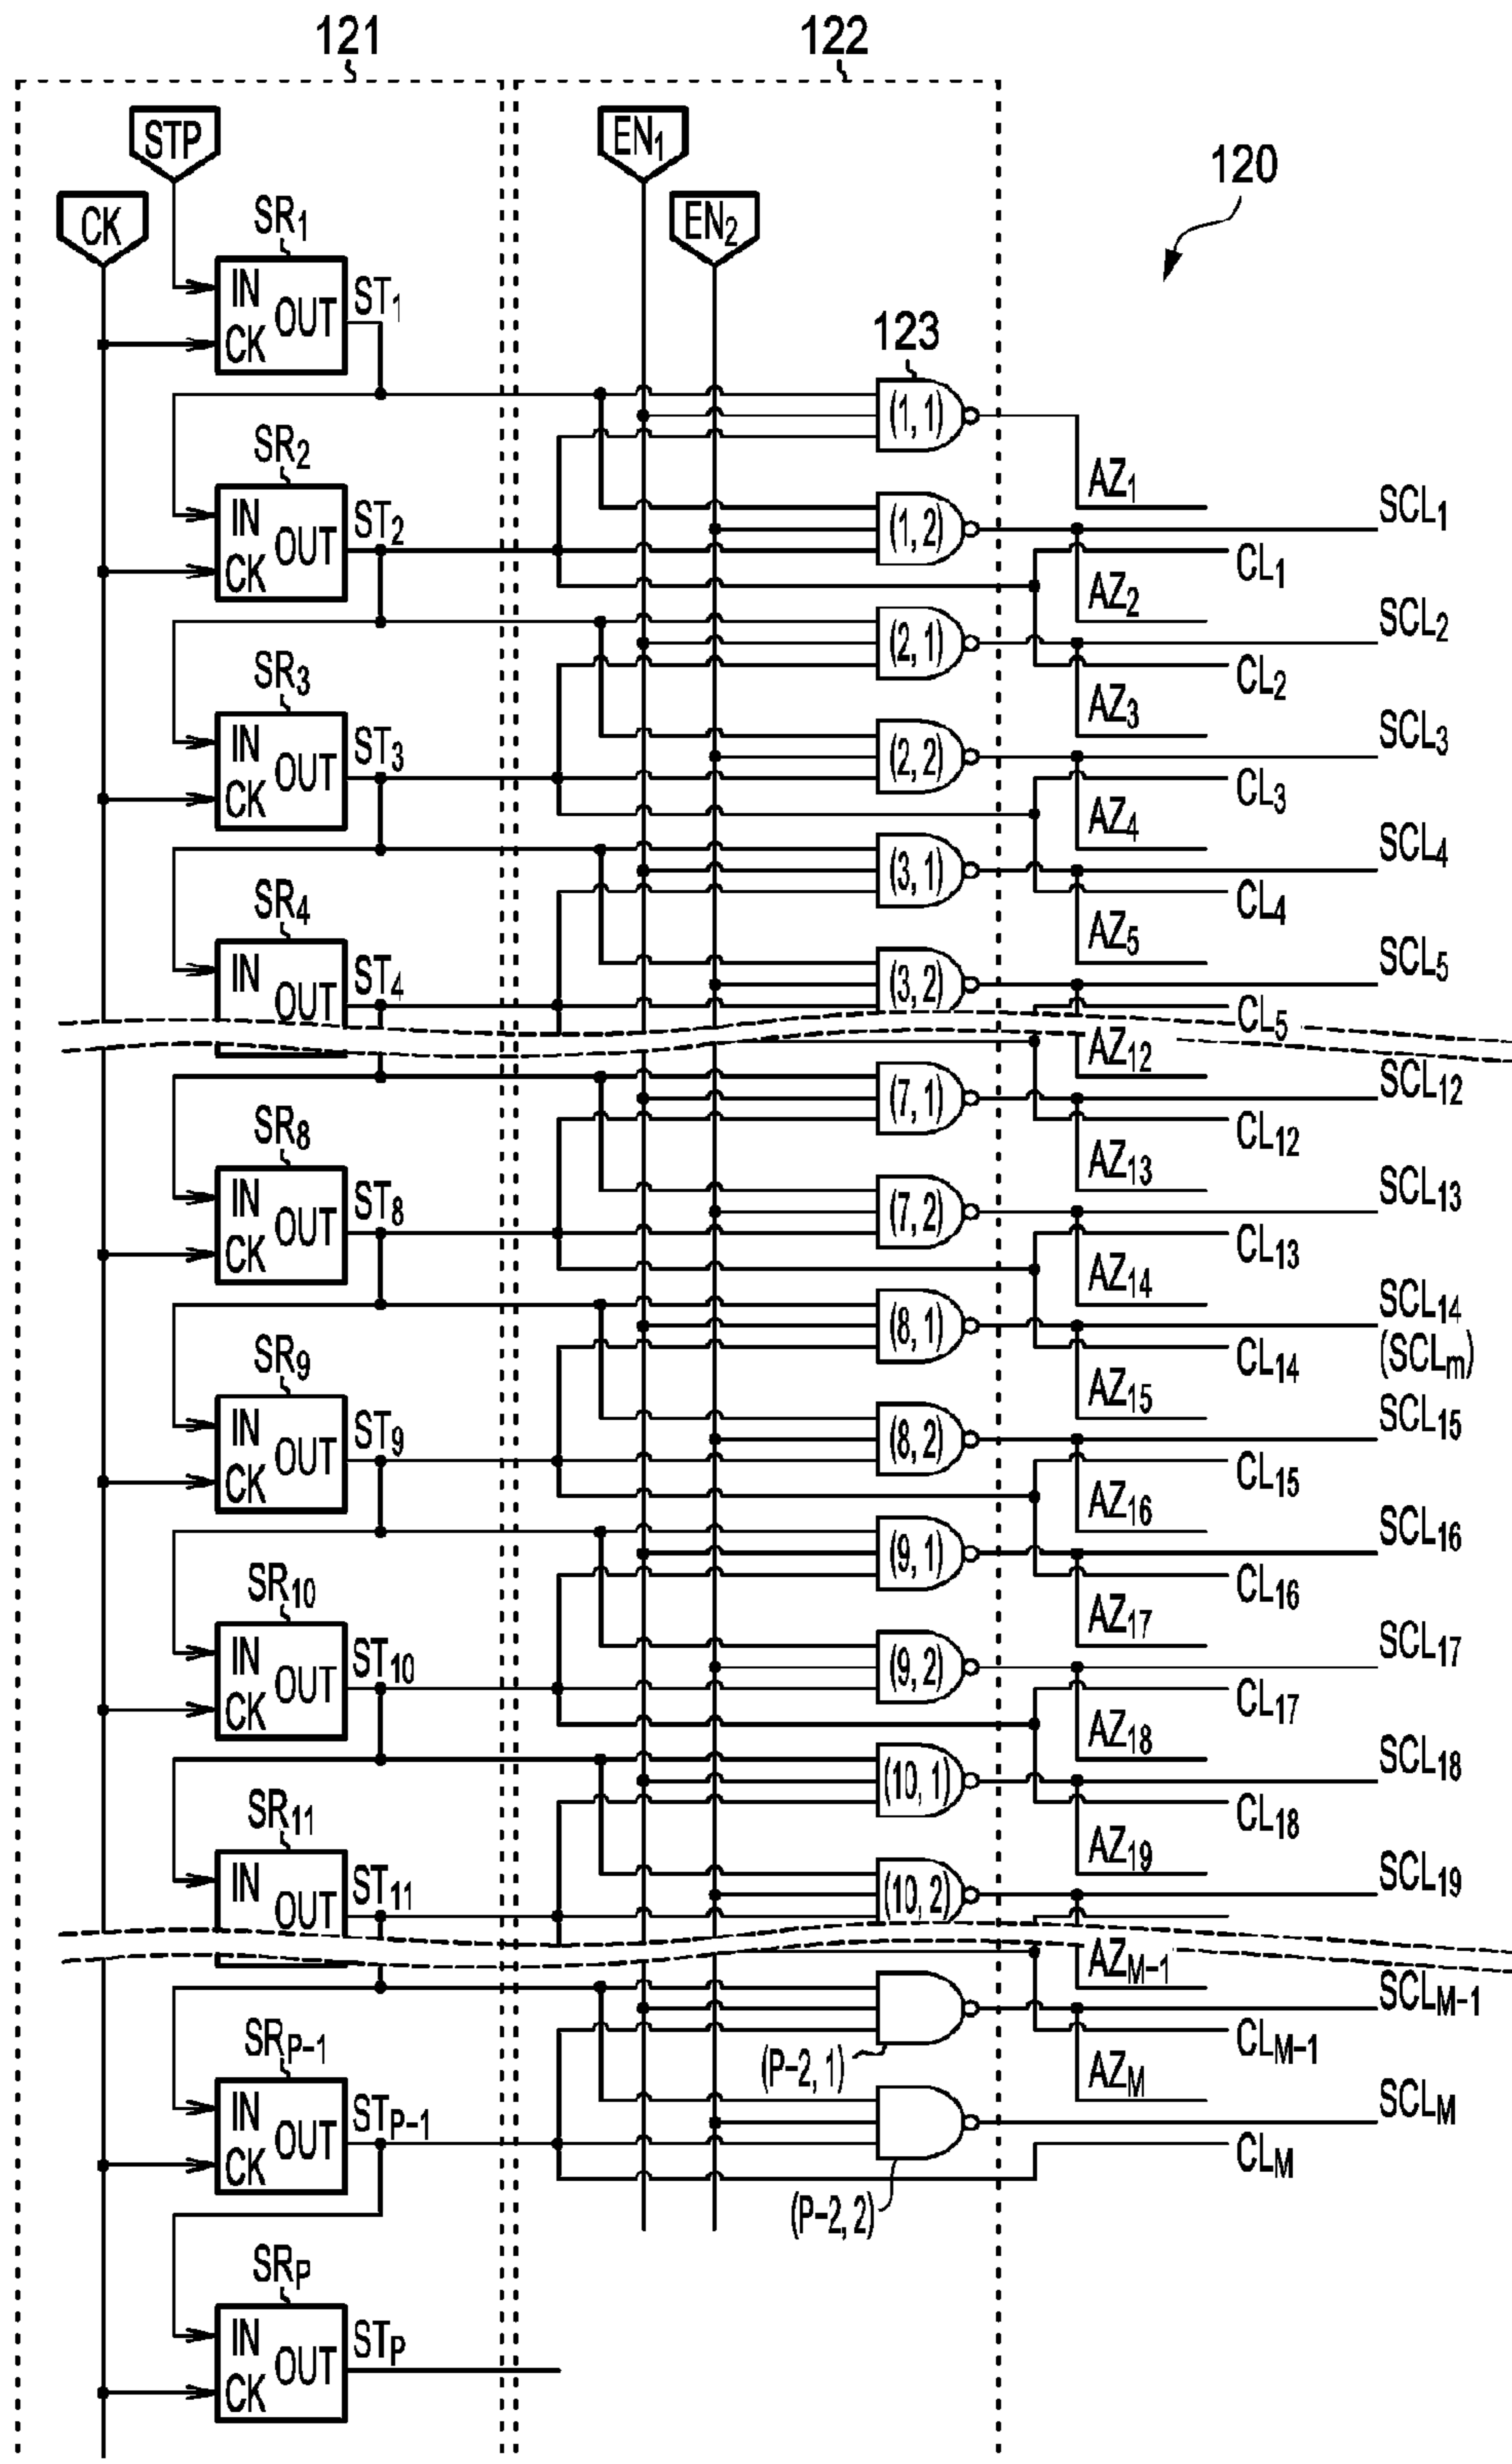 121
122
STP
EN1
CK
EN2
120
SR1
IN
OUT
CK
ST1
123
(1, 1)
AZ1
SR2
IN
OUT
CK
ST2
(1, 2)
SCL1
CL1
AZ2
(2, 1)
SCL2
CL2
SR3
IN
OUT
CK
ST3
AZ3
(2, 2)
SCL3
CL3
AZ4
(3, 1)
SCL4
CL4
SR4
IN
OUT
ST4
AZ5
(3, 2)
SCL5
CL5
AZ12
(7, 1)
SCL12
CL12
SR8
IN
OUT
CK
ST8
AZ13
(7, 2)
SCL13
CL13
AZ14
(8, 1)
SCL14
(SCLm)
CL14
SR9
IN
OUT
CK
ST9
AZ15
(8, 2)
SCL15
CL15
AZ16
(9, 1)
SCL16
CL16
SR10
IN
OUT
CK
ST10
AZ17
(9, 2)
SCL17
CL17
AZ18
(10, 1)
SCL18
CL18
SR11
IN
OUT
ST11
AZ19
(10, 2)
SCL19
AZM-1
SCLM-1
CLM-1
(P-2, 1)
SRP-1
IN
OUT
CK
STP-1
AZM
SCLM
CLM
(P-2, 2)
SRP
IN
OUT
CK
STP